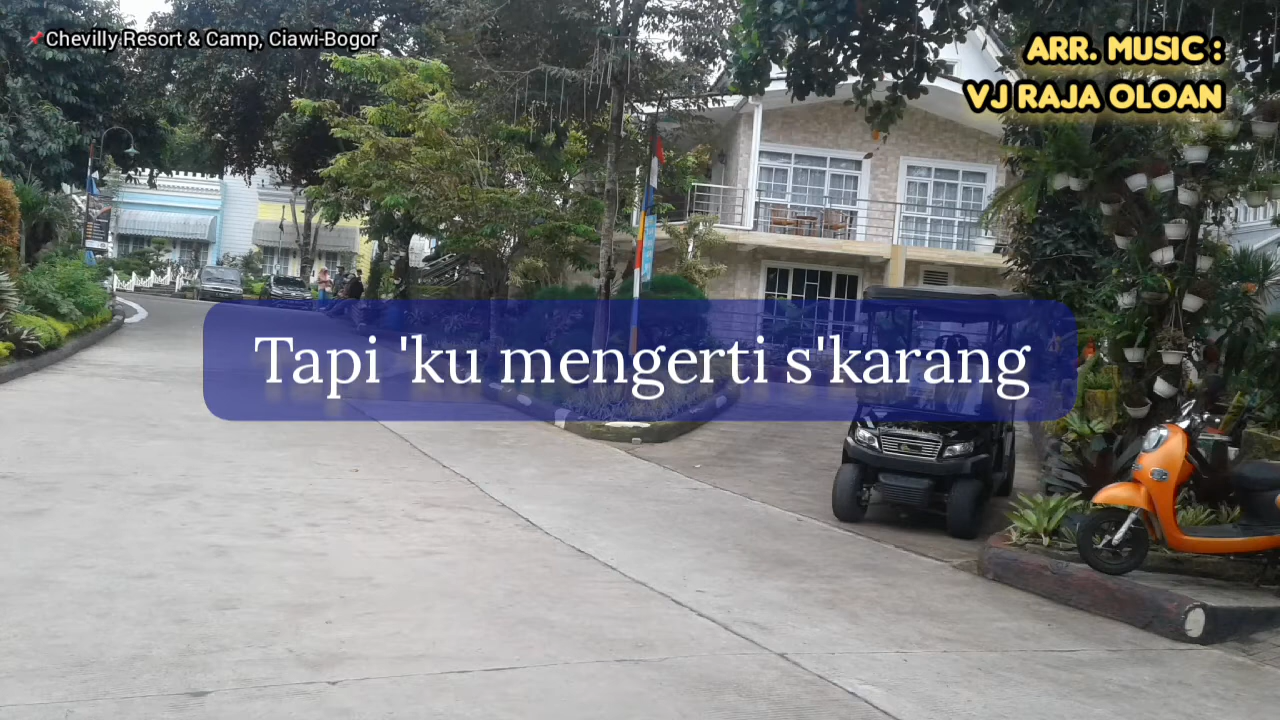 Chevilly Resort & Camp, Ciawi-Bogor
ARR. MUSIC :
VJ RAJA OLOAN
Tapi 'ku mengerti s'karang